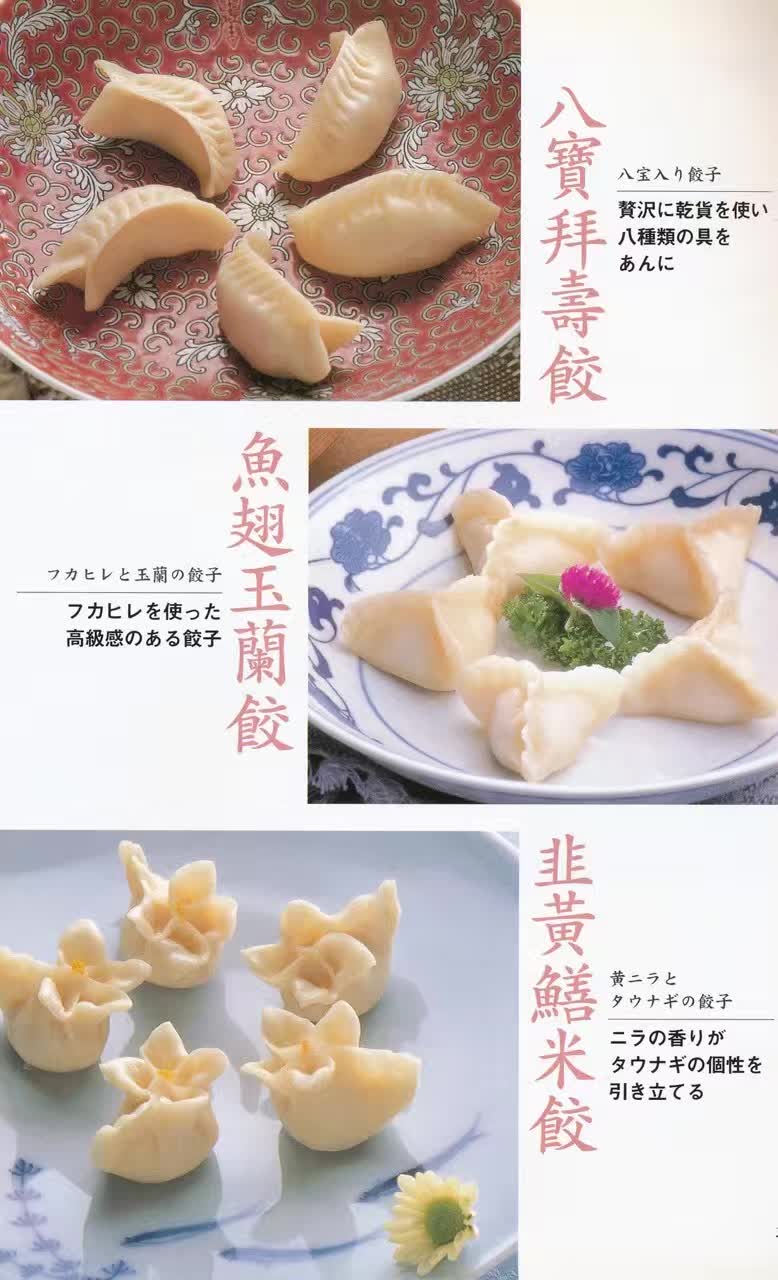 八寶拜壽餃
八宝入り餃子
贅沢に乾貨を使い
八種類の具を
あんに
魚翅玉蘭餃
フカヒレと玉蘭の餃子
フカヒレを使った
高級感のある餃子
韭黃鱔米餃
黄ニラと
タウナギの餃子
ニラの香りが
タウナギの個性を
引き立てる